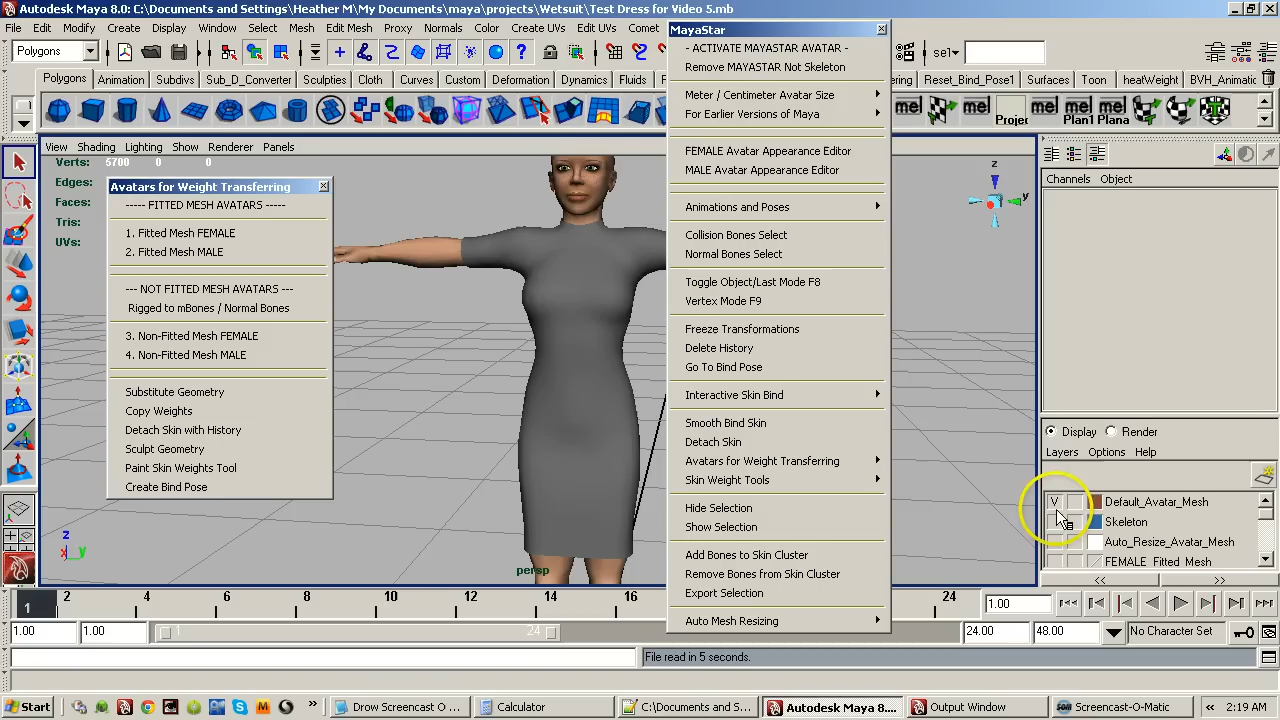 Autodesk Maya 8.0: C:\Documents and Settings\Heather M\My Documents\maya\projects\Wetsuit\Test Dress for Video 5.mb
File Edit Modify Create Display Window Select Mesh Edit Mesh Proxy Normals Color Create UVs Edit UVs Comet
Polygons
sel
MayaStar
Polygons Animation Subdivs Sub_D_Converter Sculpties Cloth Curves Custom Deformation Dynamics Fluids
ering Reset_Bind_Pose1 Surfaces Toon heatWeight BVH_Animatic
mel mel Projec mel mel mel
Plan1 Plana
View Shading Lighting Show Renderer Panels
Verts: 5700 0 0
Edges:
Faces:
Tris:
UVs:
Avatars for Weight Transferring
----- FITTED MESH AVATARS -----
1. Fitted Mesh FEMALE
2. Fitted Mesh MALE
--- NOT FITTED MESH AVATARS ---
Rigged to mBones / Normal Bones
3. Non-Fitted Mesh FEMALE
4. Non-Fitted Mesh MALE
Substitute Geometry
Copy Weights
Detach Skin with History
Sculpt Geometry
Paint Skin Weights Tool
Create Bind Pose
- ACTIVATE MAYASTAR AVATAR -
Remove MAYASTAR Not Skeleton
Meter / Centimeter Avatar Size
For Earlier Versions of Maya
FEMALE Avatar Appearance Editor
MALE Avatar Appearance Editor
Animations and Poses
Collision Bones Select
Normal Bones Select
Toggle Object/Last Mode F8
Vertex Mode F9
Freeze Transformations
Delete History
Go To Bind Pose
Interactive Skin Bind
Smooth Bind Skin
Detach Skin
Avatars for Weight Transferring
Skin Weight Tools
Hide Selection
Show Selection
Add Bones to Skin Cluster
Remove Bones from Skin Cluster
Export Selection
Auto Mesh Resizing
z
y
x
z
x y
persp
Channels Object
Display Render
Layers Options Help
V Default_Avatar_Mesh
Skeleton
Auto_Resize_Avatar_Mesh
FEMALE_Fitted_Mesh
<< >>
1 2 4 6 8 10 12 14 16 24 1.00
1.00 1.00 1 24 24.00 48.00 No Character Set
File read in 5 seconds.
Start Drow Screencast O ... Calculator C:\Documents and S... Autodesk Maya 8.... Output Window Screencast-O-Matic << 2:19 AM